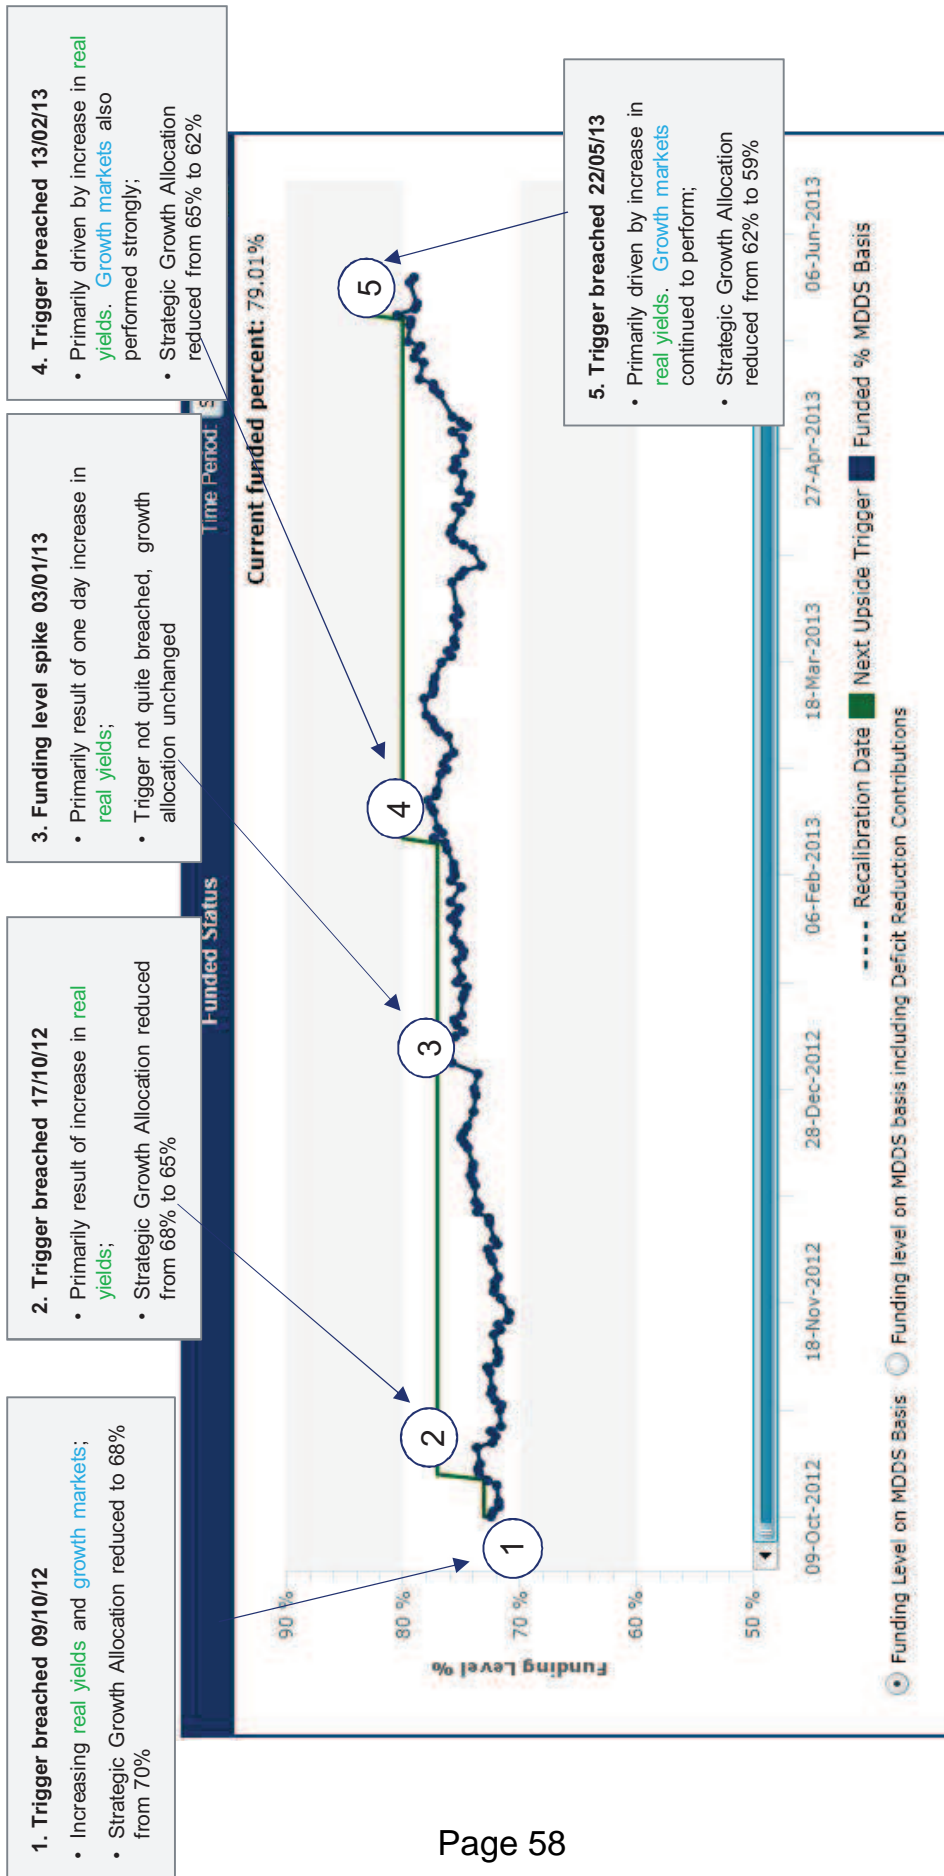 1. Trigger breached 09/10/12
• Increasing real yields and growth markets;
• Strategic Growth Allocation reduced to 68%
from 70%
2. Trigger breached 17/10/12
• Primarily result of increase in real
yields;
• Strategic Growth Allocation reduced
from 68% to 65%
3. Funding level spike 03/01/13
• Primarily result of one day increase in
real yields;
• Trigger not quite breached, growth
allocation unchanged
4. Trigger breached 13/02/13
• Primarily driven by increase in real
yields. Growth markets also
performed strongly;
• Strategic Growth Allocation
reduced from 65% to 62%
Funded Status
Time Period: S
Current funded percent: 79.01%
90 %
80 %
70 %
60 %
50 %
Funding Level %
1
2
3
4
5
5. Trigger breached 22/05/13
• Primarily driven by increase in
real yields. Growth markets
continued to perform;
• Strategic Growth Allocation
reduced from 62% to 59%
09-Oct-2012
18-Nov-2012
28-Dec-2012
06-Feb-2013
18-Mar-2013
27-Apr-2013
06-Jun-2013
Recalibration Date Next Upside Trigger Funded % MDDS Basis
Funding Level on MDDS Basis Funding level on MDDS basis including Deficit Reduction Contributions
Page 58